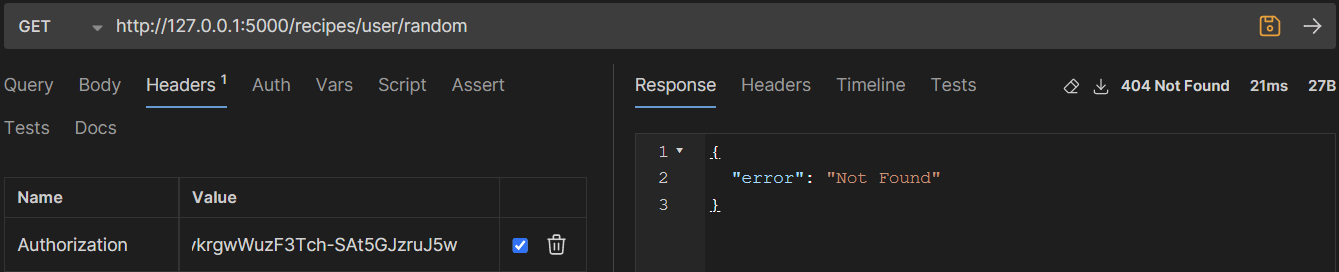 GET http://127.0.0.1:5000/recipes/user/random
Query Body Headers 1 Auth Vars Script Assert
Tests Docs
Name Value
Authorization ykrgwWuzF3Tch-SAt5GJzruJ5w
Response Headers Timeline Tests 404 Not Found 21ms 27B
1 {
2 "error": "Not Found"
3 }